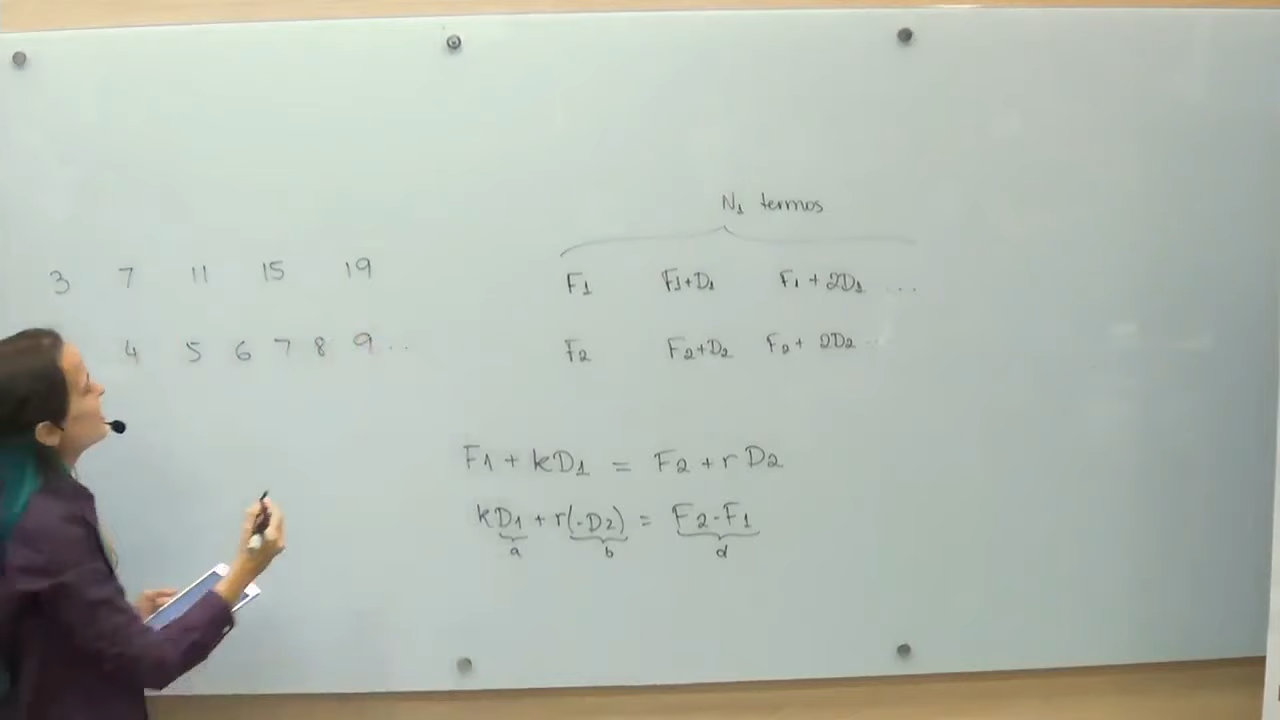 N₁ termos
3 7 11 15 19
F₁ F₁+D₁ F₁+2D₁ ...
4 5 6 7 8 9 ..
F₂ F₂+D₂ F₂+2D₂ ...
F₁ + kD₁ = F₂ + rD₂
kD₁ + r(-D₂) = F₂-F₁
a b d